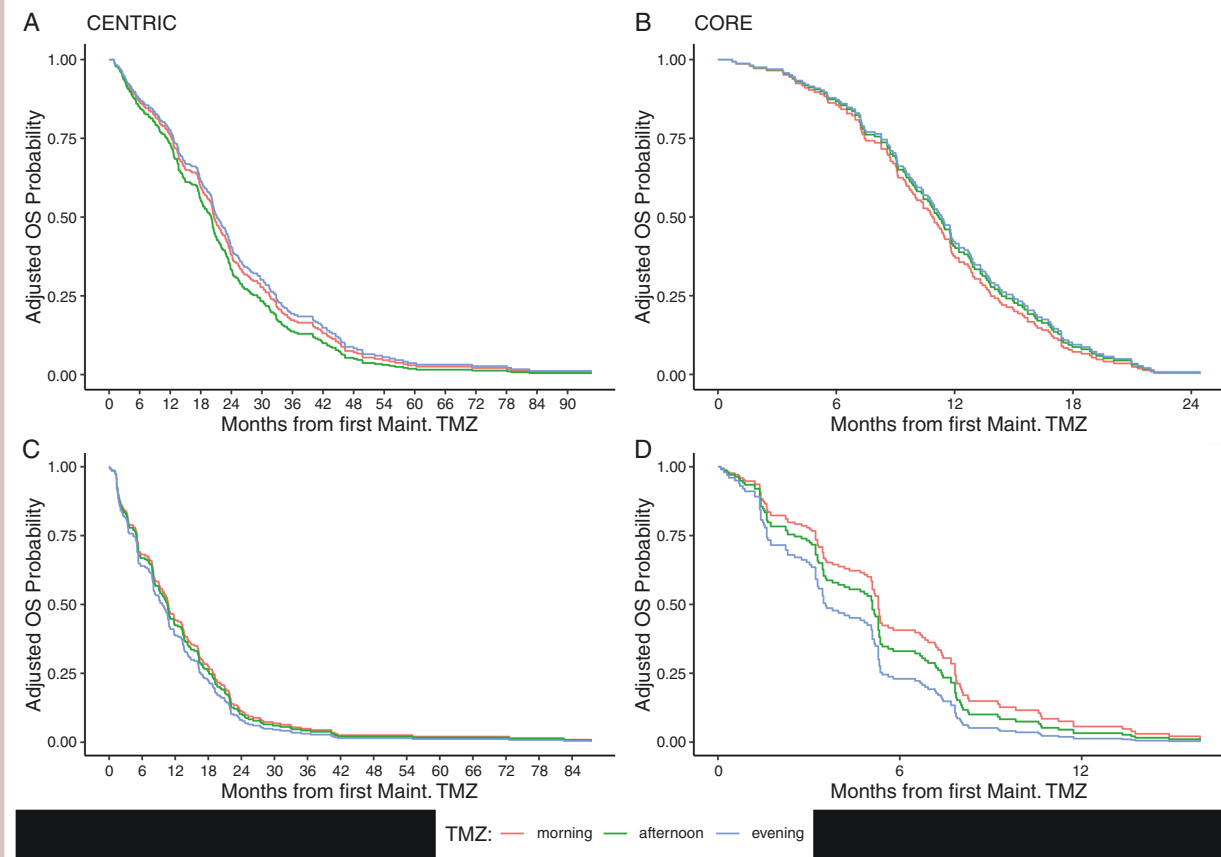 A CENTRIC
Adjusted OS Probability
1.00
0.75
0.50
0.25
0.00
0 6 12 18 24 30 36 42 48 54 60 66 72 78 84 90
Months from first Maint. TMZ
B CORE
Adjusted OS Probability
1.00
0.75
0.50
0.25
0.00
0 6 12 18 24
Months from first Maint. TMZ
C
Adjusted OS Probability
1.00
0.75
0.50
0.25
0.00
0 6 12 18 24 30 36 42 48 54 60 66 72 78 84
Months from first Maint. TMZ
D
Adjusted OS Probability
1.00
0.75
0.50
0.25
0.00
0 6 12
Months from first Maint. TMZ
TMZ: morning afternoon evening